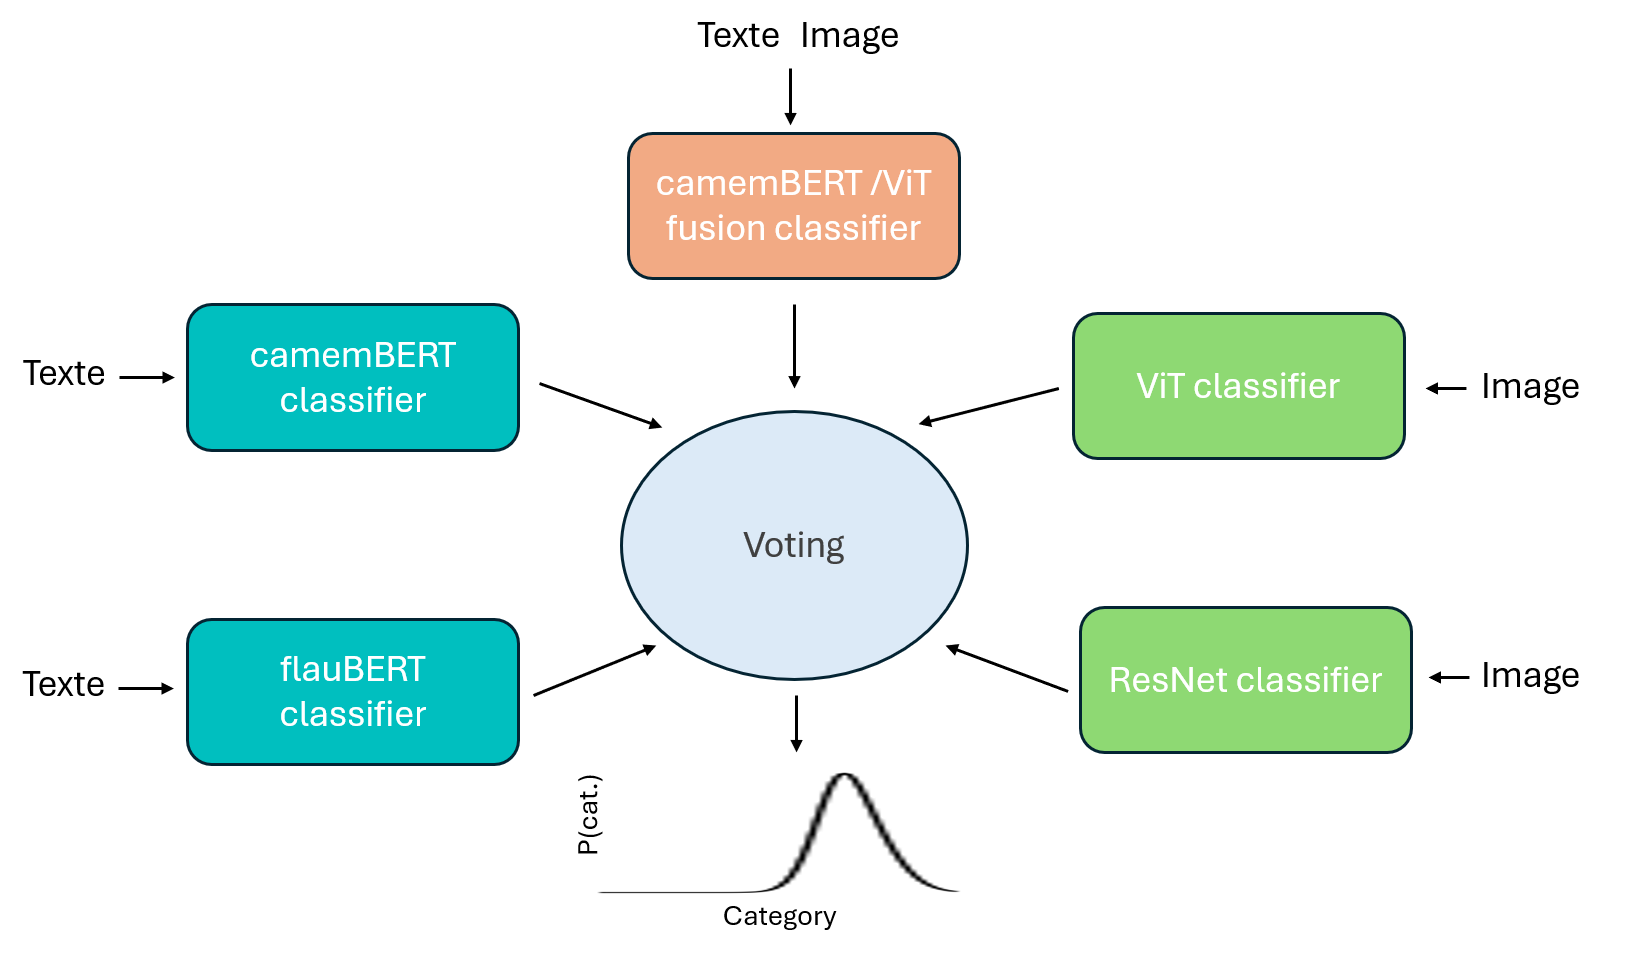 Texte Image
camemBERT /ViT
fusion classifier
camemBERT
classifier
Texte
ViT classifier
Image
Voting
flauBERT
classifier
Texte
ResNet classifier
Image
P(cat.)
Category